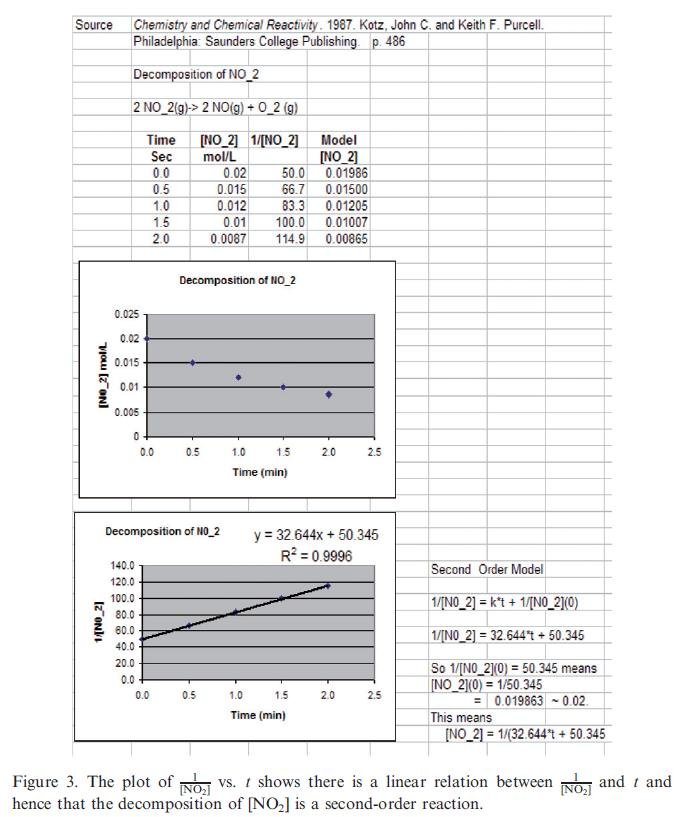 Source Chemistry and Chemical Reactivity. 1987. Kotz, John C. and Keith F. Purcell.
Philadelphia: Saunders College Publishing. p. 486
Decomposition of NO_2
2 NO_2(g)-> 2 NO(g) + O_2 (g)
Time [NO_2] 1/[NO_2] Model
Sec mol/L [NO_2]
0.0 0.02 50.0 0.01986
0.5 0.015 66.7 0.01500
1.0 0.012 83.3 0.01205
1.5 0.01 100.0 0.01007
2.0 0.0087 114.9 0.00865
Decomposition of NO_2
[N0_2] mol/L
0.025
0.02
0.015
0.01
0.005
0
0.0 0.5 1.0 1.5 2.0 2.5
Time (min)
Decomposition of N0_2
y = 32.644x + 50.345
R² = 0.9996
1/[N0_2]
140.0
120.0
100.0
80.0
60.0
40.0
20.0
0.0
0.0 0.5 1.0 1.5 2.0 2.5
Time (min)
Second Order Model
1/[N0_2] = k*t + 1/[N0_2](0)
1/[N0_2] = 32.644*t + 50.345
So 1/[N0_2](0) = 50.345 means
[NO_2](0) = 1/50.345
= 0.019863 ~ 0.02.
This means
[NO_2] = 1/(32.644*t + 50.345
Figure 3. The plot of 1/[NO₂] vs. t shows there is a linear relation between 1/[NO₂] and t and
hence that the decomposition of [NO₂] is a second-order reaction.